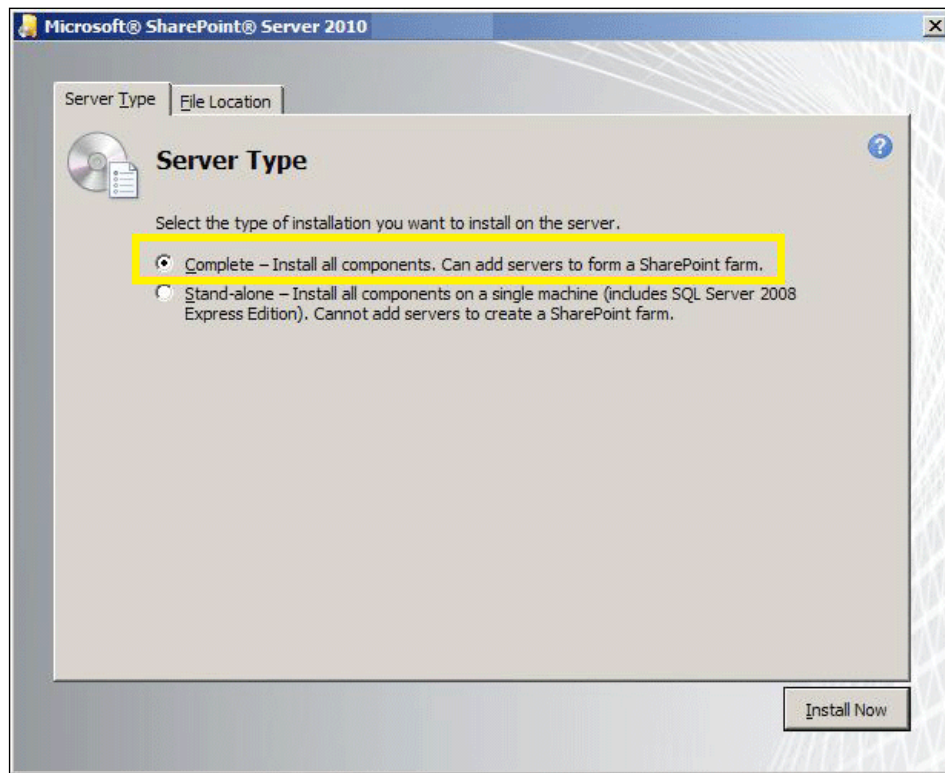 Microsoft® SharePoint® Server 2010
Server Type
File Location
Server Type
Select the type of installation you want to install on the server.
Complete – Install all components. Can add servers to form a SharePoint farm.
Stand-alone – Install all components on a single machine (includes SQL Server 2008
Express Edition). Cannot add servers to create a SharePoint farm.
Install Now